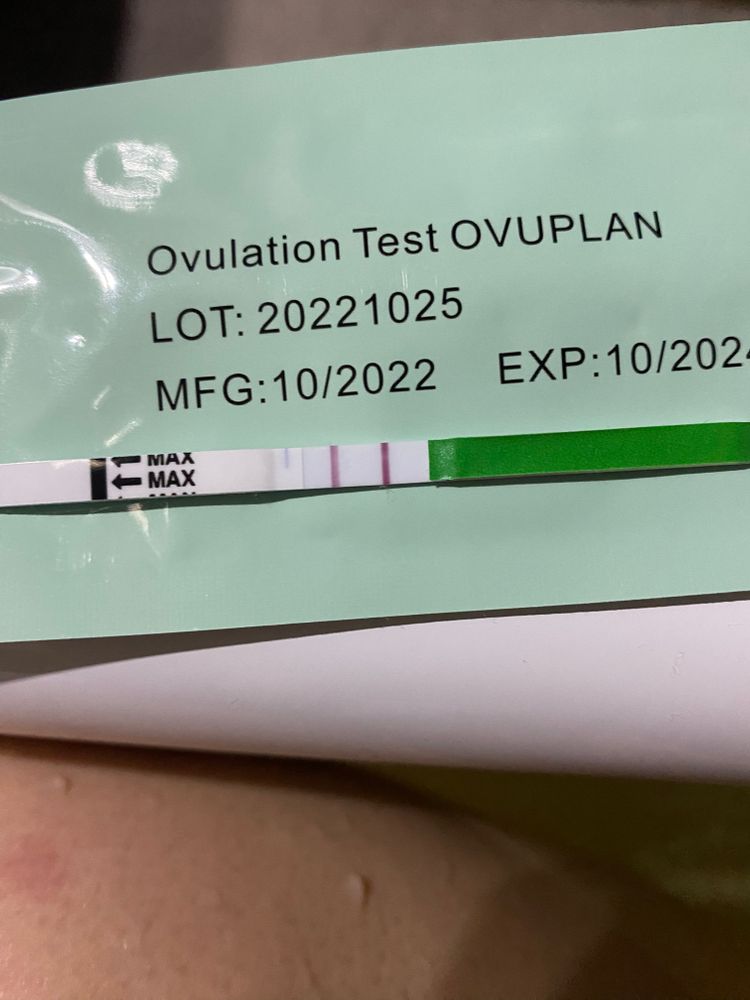 Ovulation Test OVUPLAN
LOT: 20221025
MFG:10/2022 EXP:10/2024
MAX
MAX